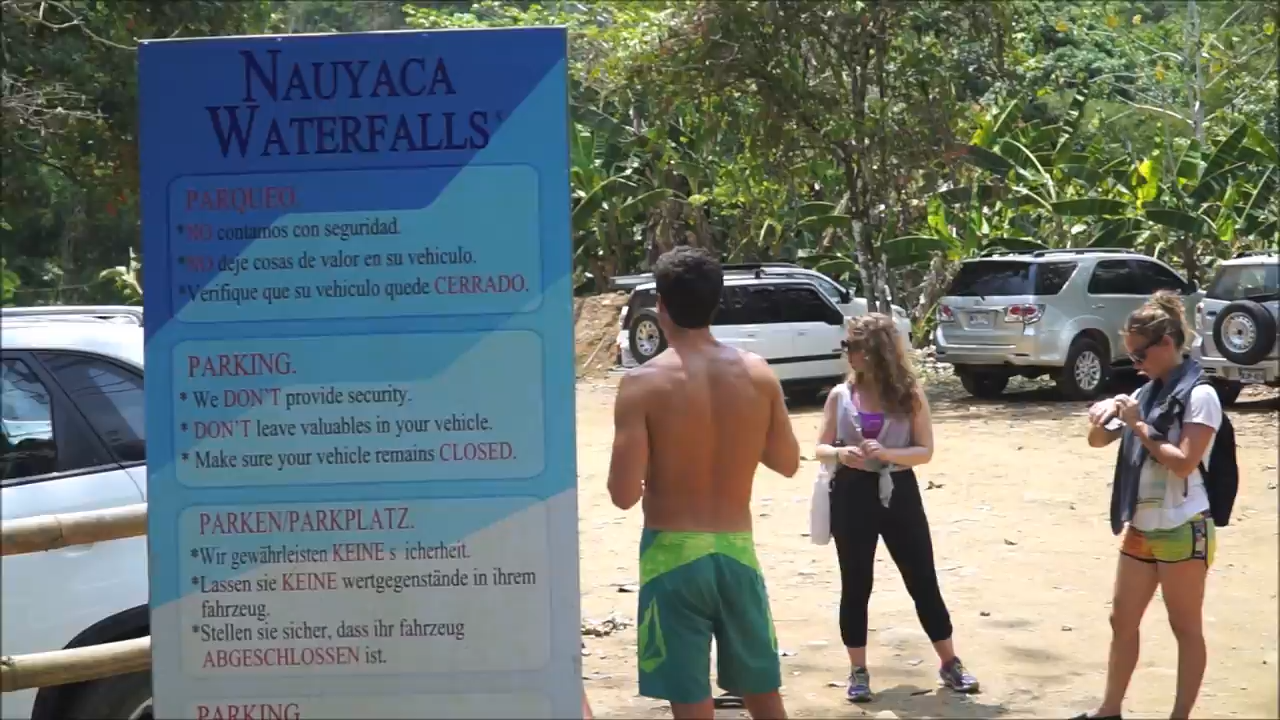 NAUYACA
WATERFALLS
PARQUEO.
*NO contamos con seguridad.
*NO deje cosas de valor en su vehiculo.
*Verifique que su vehiculo quede CERRADO.
PARKING.
* We DON'T provide security.
* DON'T leave valuables in your vehicle.
* Make sure your vehicle remains CLOSED.
PARKEN/PARKPLATZ.
*Wir gewährleisten KEINE s icherheit.
*Lassen sie KEINE wertgegenstände in ihrem
fahrzeug.
*Stellen sie sicher, dass ihr fahrzeug
ABGESCHLOSSEN ist.
PARKING